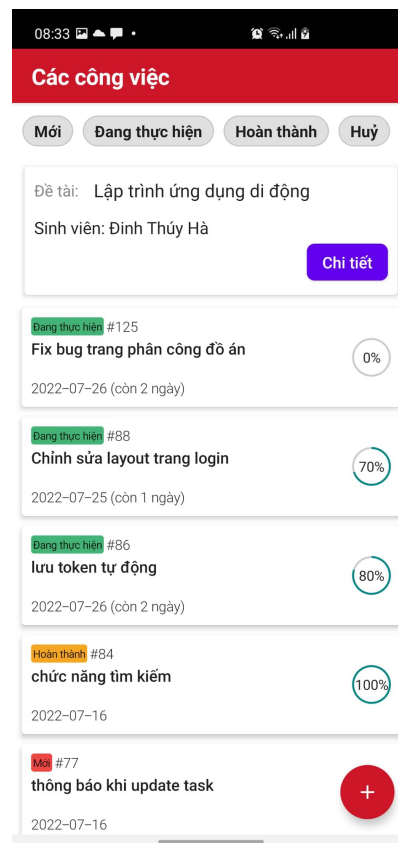 08:33
Các công việc
Mới Đang thực hiện Hoàn thành Huỷ
Đề tài: Lập trình ứng dụng di động
Sinh viên: Đinh Thúy Hà
Chi tiết
Đang thực hiện #125
Fix bug trang phân công đồ án
0%
2022-07-26 (còn 2 ngày)
Đang thực hiện #88
Chỉnh sửa layout trang login
70%
2022-07-25 (còn 1 ngày)
Đang thực hiện #86
lưu token tự động
80%
2022-07-26 (còn 2 ngày)
Hoàn thành #84
chức năng tìm kiếm
100%
2022-07-16
Mới #77
thông báo khi update task
+
2022-07-16